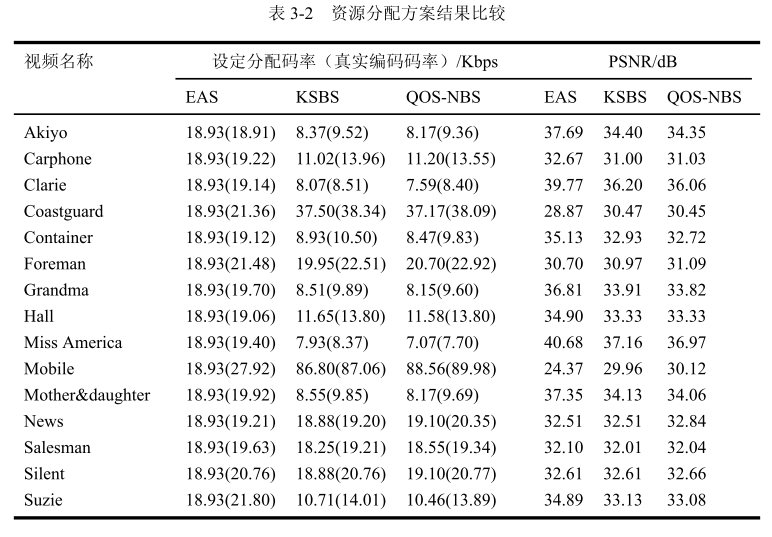 表 3-2 资源分配方案结果比较
视频名称 设定分配码率（真实编码码率）/Kbps PSNR/dB
EAS KSBS QOS-NBS EAS KSBS QOS-NBS
Akiyo 18.93(18.91) 8.37(9.52) 8.17(9.36) 37.69 34.40 34.35
Carphone 18.93(19.22) 11.02(13.96) 11.20(13.55) 32.67 31.00 31.03
Clarie 18.93(19.14) 8.07(8.51) 7.59(8.40) 39.77 36.20 36.06
Coastguard 18.93(21.36) 37.50(38.34) 37.17(38.09) 28.87 30.47 30.45
Container 18.93(19.12) 8.93(10.50) 8.47(9.83) 35.13 32.93 32.72
Foreman 18.93(21.48) 19.95(22.51) 20.70(22.92) 30.70 30.97 31.09
Grandma 18.93(19.70) 8.51(9.89) 8.15(9.60) 36.81 33.91 33.82
Hall 18.93(19.06) 11.65(13.80) 11.58(13.80) 34.90 33.33 33.33
Miss America 18.93(19.40) 7.93(8.37) 7.07(7.70) 40.68 37.16 36.97
Mobile 18.93(27.92) 86.80(87.06) 88.56(89.98) 24.37 29.96 30.12
Mother&daughter 18.93(19.92) 8.55(9.85) 8.17(9.69) 37.35 34.13 34.06
News 18.93(19.21) 18.88(19.20) 19.10(20.35) 32.51 32.51 32.84
Salesman 18.93(19.63) 18.25(19.21) 18.55(19.34) 32.10 32.01 32.04
Silent 18.93(20.76) 18.88(20.76) 19.10(20.77) 32.61 32.61 32.66
Suzie 18.93(21.80) 10.71(14.01) 10.46(13.89) 34.89 33.13 33.08